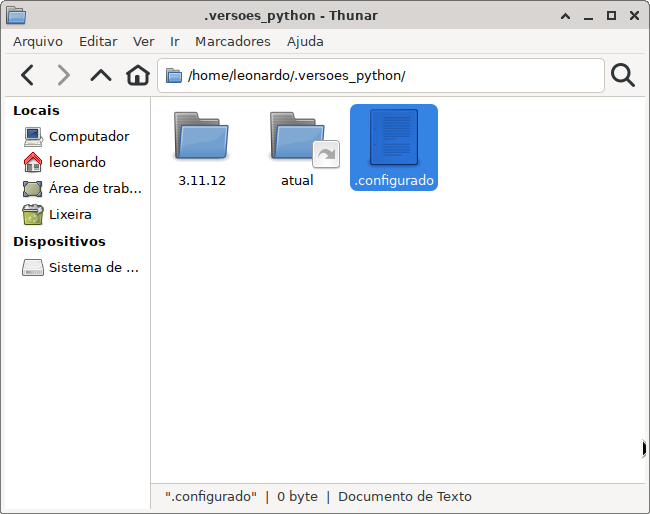 .versoes_python - Thunar
Arquivo Editar Ver Ir Marcadores Ajuda
/home/leonardo/.versoes_python/
Locais
Computador
leonardo
Área de trab...
Lixeira
Dispositivos
Sistema de ...
3.11.12 atual .configurado
".configurado" | 0 byte | Documento de Texto